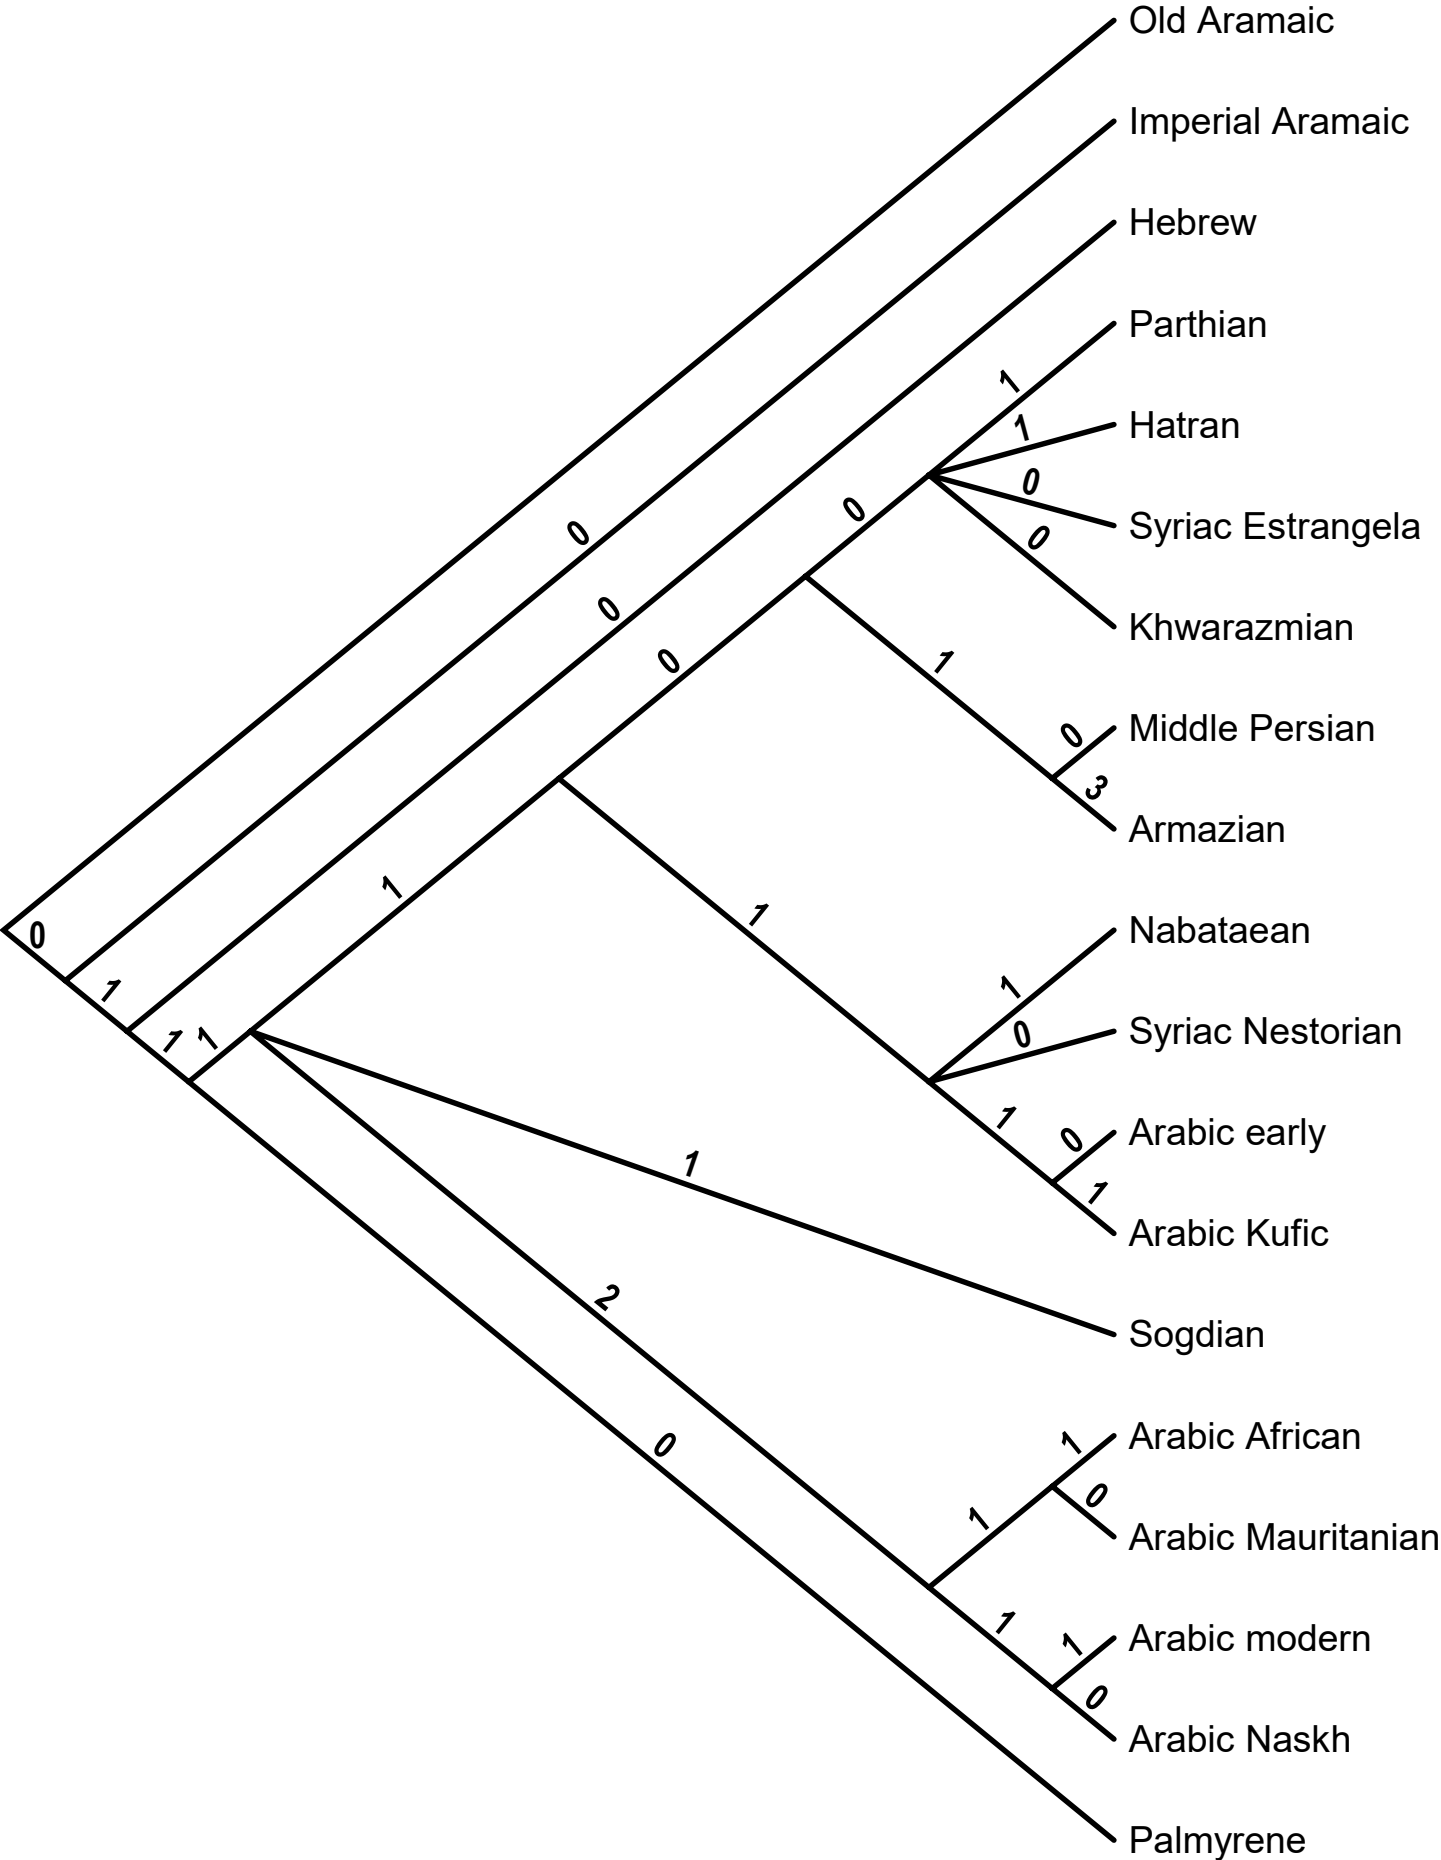 Old Aramaic
Imperial Aramaic
Hebrew
Parthian
1
Hatran
1
0
Syriac Estrangela
0
0
0
Khwarazmian
0
0
1
Middle Persian
0
3
Armazian
1
1
Nabataean
0
1
1
Syriac Nestorian
0
1
1
Arabic early
1
0
1
1
Arabic Kufic
2
Sogdian
Arabic African
0
1
1
0
Arabic Mauritanian
1
1
Arabic modern
0
Arabic Naskh
Palmyrene